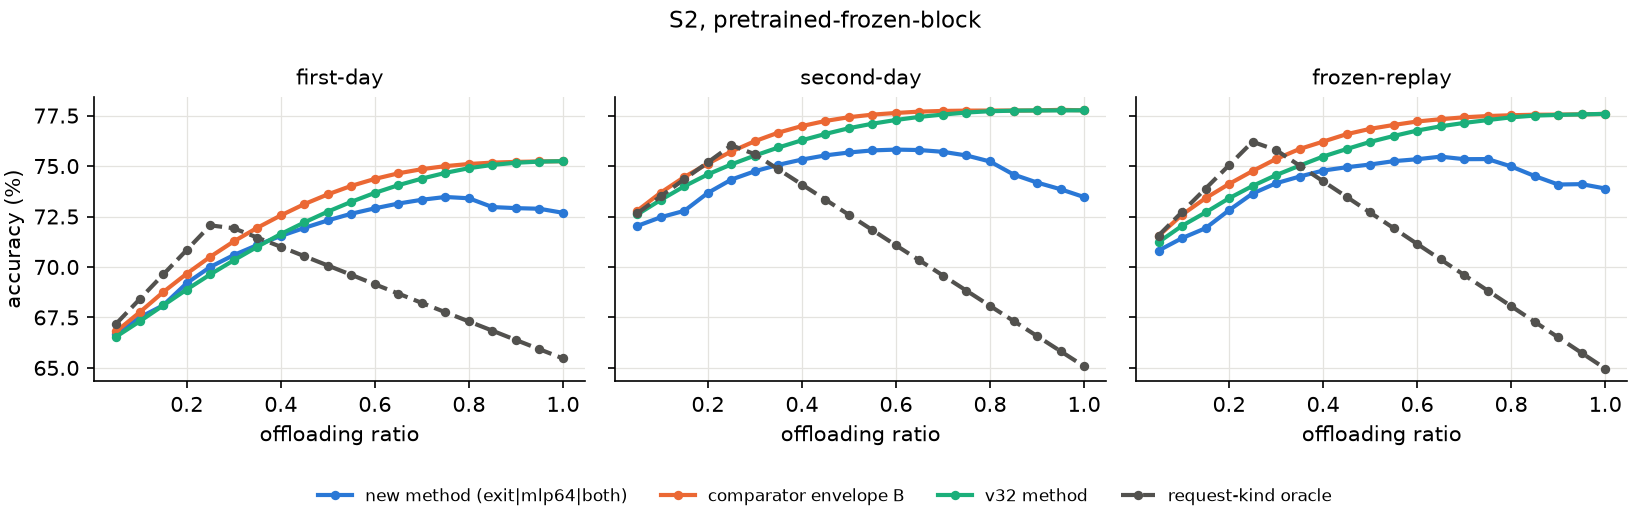 S2, pretrained-frozen-block
first-day
second-day
frozen-replay
accuracy (%)
77.5
75.0
72.5
70.0
67.5
65.0
0.2 0.4 0.6 0.8 1.0
0.2 0.4 0.6 0.8 1.0
0.2 0.4 0.6 0.8 1.0
offloading ratio
offloading ratio
offloading ratio
new method (exit|mlp64|both)
comparator envelope B
v32 method
request-kind oracle